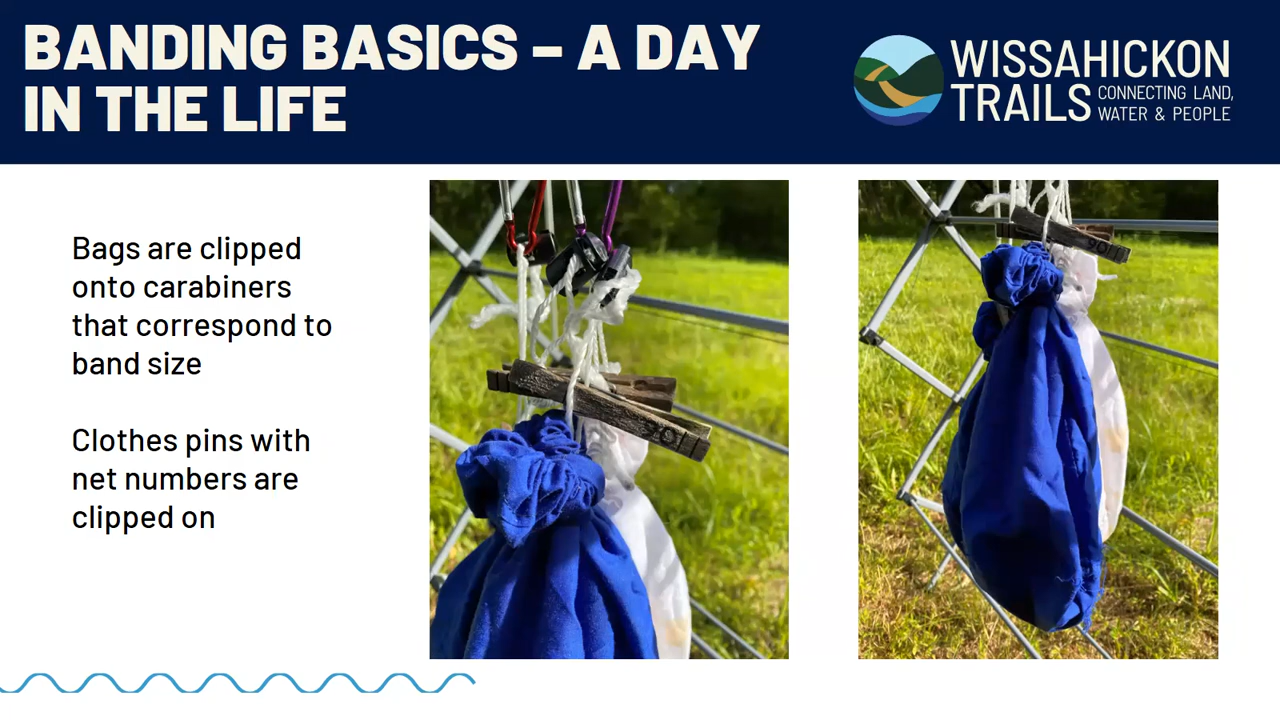 BANDING BASICS – A DAY
IN THE LIFE
WISSAHICKON
TRAILS CONNECTING LAND,
WATER & PEOPLE
Bags are clipped
onto carabiners
that correspond to
band size
Clothes pins with
net numbers are
clipped on